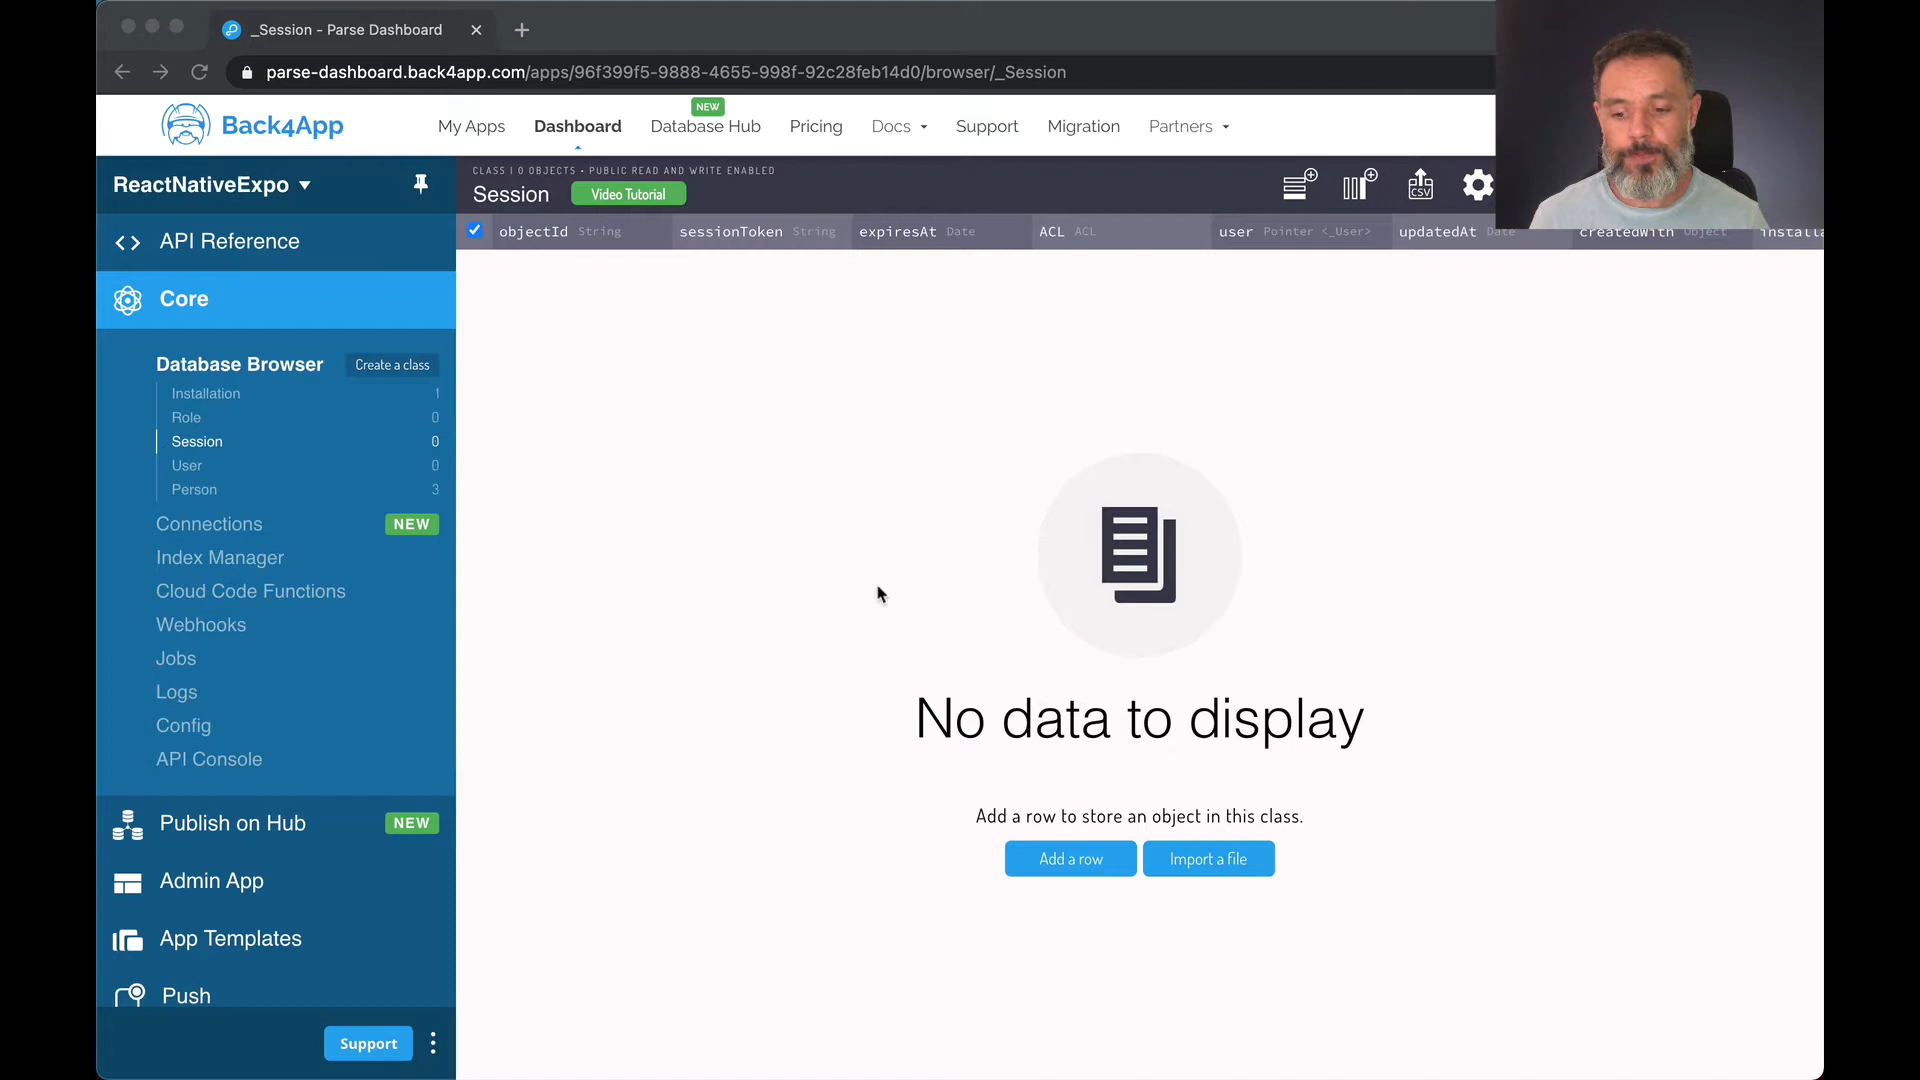 _Session - Parse Dashboard
parse-dashboard.back4app.com/apps/96f399f5-9888-4655-998f-92c28feb14d0/browser/_Session
Back4App
My Apps
Dashboard
NEW
Database Hub
Pricing
Docs
Support
Migration
Partners
ReactNativeExpo
CLASS | 0 OBJECTS • PUBLIC READ AND WRITE ENABLED
Session
Video Tutorial
CSV
objectId String
sessionToken String
expiresAt Date
ACL ACL
user Pointer <_User>
updatedAt Date
createdWith Object
API Reference
Core
Database Browser
Create a class
Installation 1
Role 0
Session 0
User 0
Person 3
Connections NEW
Index Manager
Cloud Code Functions
Webhooks
Jobs
Logs
Config
API Console
Publish on Hub NEW
Admin App
App Templates
Push
Support
No data to display
Add a row to store an object in this class.
Add a row
Import a file